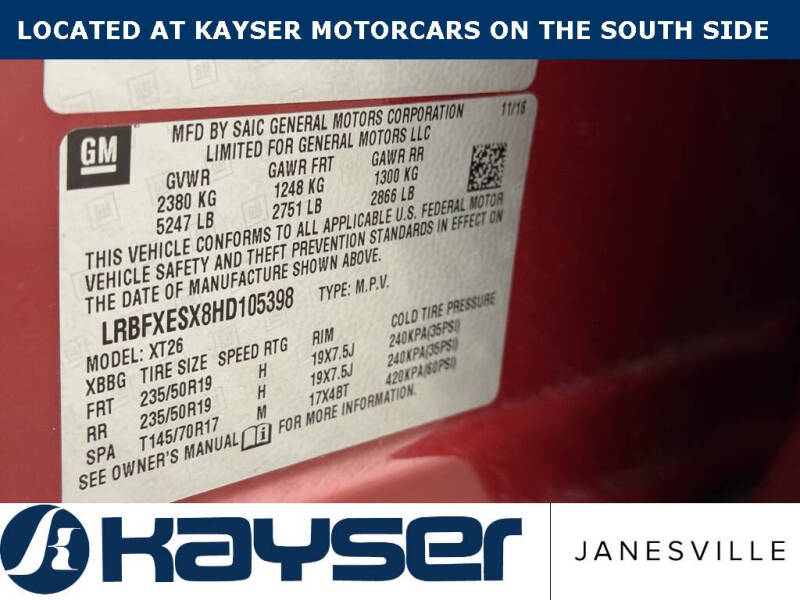 LOCATED AT KAYSER MOTORCARS ON THE SOUTH SIDE
GM
11/16
MFD BY SAIC GENERAL MOTORS CORPORATION
LIMITED FOR GENERAL MOTORS LLC
GVWR GAWR FRT GAWR RR
2380 KG 1248 KG 1300 KG
5247 LB 2751 LB 2866 LB
THIS VEHICLE CONFORMS TO ALL APPLICABLE U.S. FEDERAL MOTOR
VEHICLE SAFETY AND THEFT PREVENTION STANDARDS IN EFFECT ON
THE DATE OF MANUFACTURE SHOWN ABOVE.
LRBFXESX8HD105398 TYPE: M.P.V.
MODEL: XT26
XBBG TIRE SIZE SPEED RTG RIM COLD TIRE PRESSURE
FRT 235/50R19 H 19X7.5J 240KPA(35PSI)
RR 235/50R19 H 19X7.5J 240KPA(35PSI)
SPA T145/70R17 M 17X4BT 420KPA(60PSI)
SEE OWNER'S MANUAL FOR MORE INFORMATION.
KAYSER
JANESVILLE